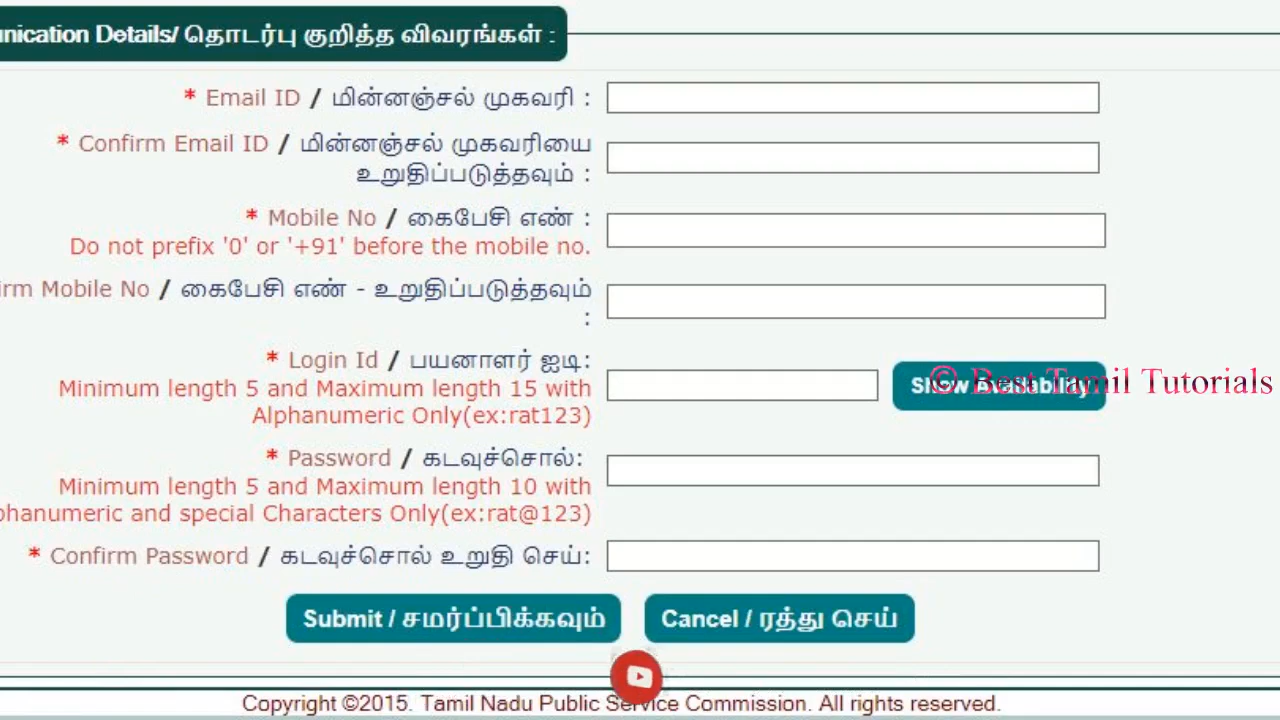 nication Details/ தொடர்பு குறித்த விவரங்கள் :
* Email ID / மின்னஞ்சல் முகவரி :
* Confirm Email ID / மின்னஞ்சல் முகவரியை
உறுதிப்படுத்தவும் :
* Mobile No / கைபேசி எண் :
Do not prefix '0' or '+91' before the mobile no.
rm Mobile No / கைபேசி எண் - உறுதிப்படுத்தவும்
:
* Login Id / பயனாளர் ஐடி:
Minimum length 5 and Maximum length 15 with
Alphanumeric Only(ex:rat123)
Show Availability
© Best Tamil Tutorials
* Password / கடவுச்சொல்:
Minimum length 5 and Maximum length 10 with
phanumeric and special Characters Only(ex:rat@123)
* Confirm Password / கடவுச்சொல் உறுதி செய்:
Submit / சமர்ப்பிக்கவும்
Cancel / ரத்து செய்
Copyright ©2015. Tamil Nadu Public Service Commission. All rights reserved.